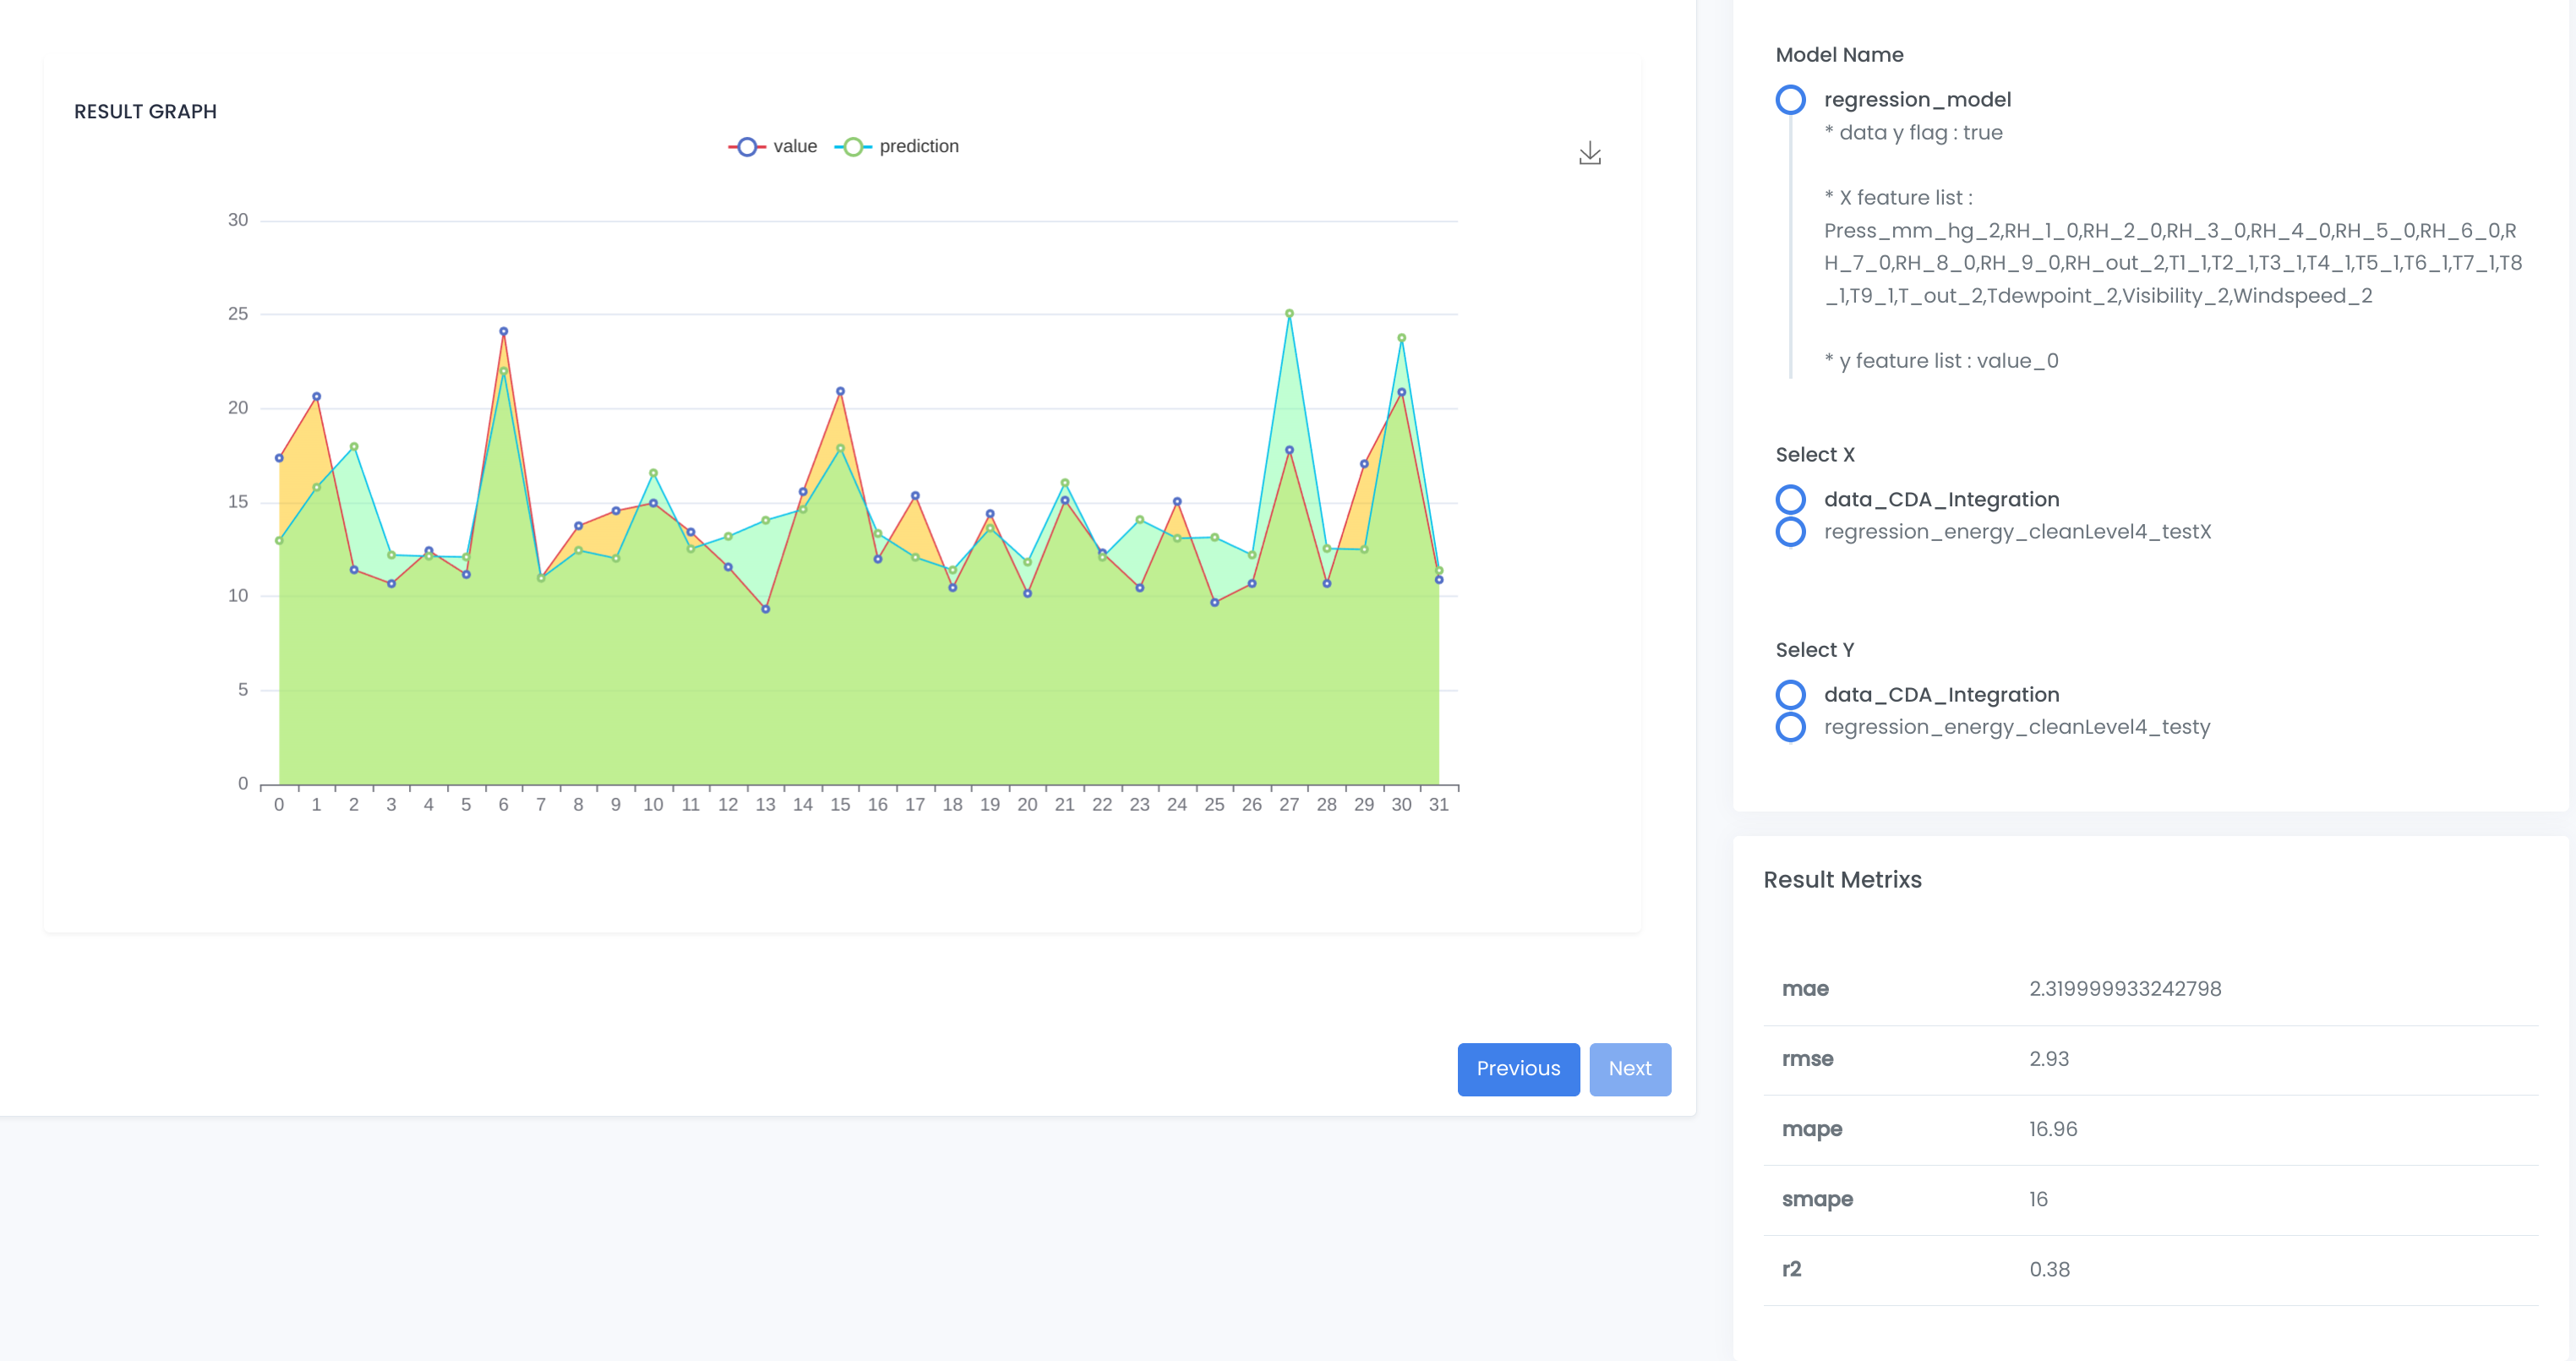 RESULT GRAPH
value prediction
30
25
20
15
10
5
0
0 1 2 3 4 5 6 7 8 9 10 11 12 13 14 15 16 17 18 19 20 21 22 23 24 25 26 27 28 29 30 31
Previous Next
Model Name
regression_model
* data y flag : true
* X feature list :
Press_mm_hg_2,RH_1_0,RH_2_0,RH_3_0,RH_4_0,RH_5_0,RH_6_0,R
H_7_0,RH_8_0,RH_9_0,RH_out_2,T1_1,T2_1,T3_1,T4_1,T5_1,T6_1,T7_1,T8
_1,T9_1,T_out_2,Tdewpoint_2,Visibility_2,Windspeed_2
* y feature list : value_0
Select X
data_CDA_Integration
regression_energy_cleanLevel4_testX
Select Y
data_CDA_Integration
regression_energy_cleanLevel4_testy
Result Metrixs
mae 2.319999933242798
rmse 2.93
mape 16.96
smape 16
r2 0.38